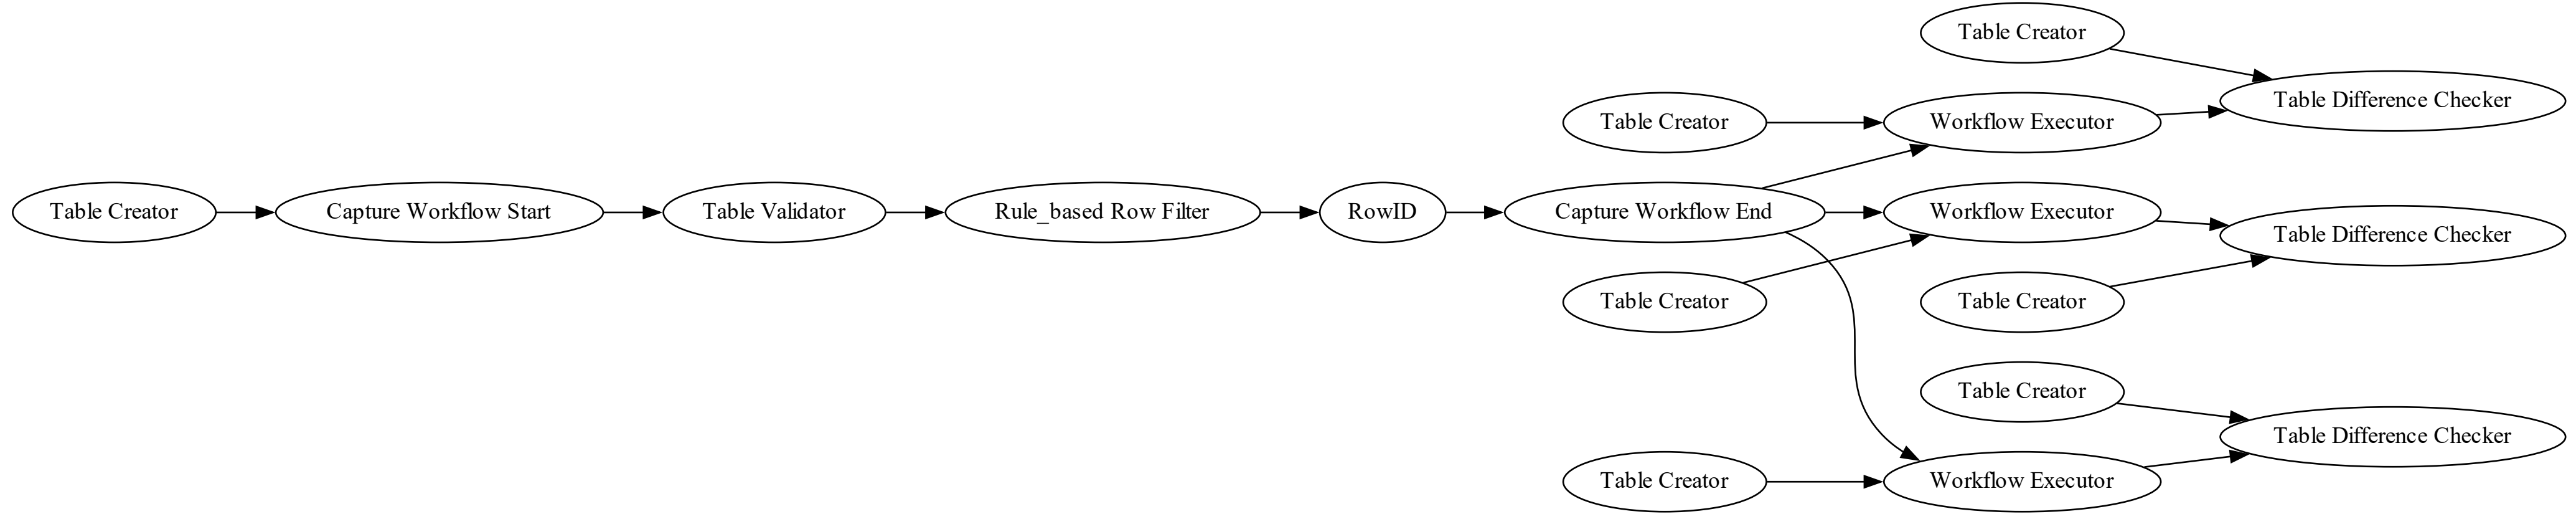 Table Creator
Table Creator
Workflow Executor
Table Difference Checker
Table Creator
Capture Workflow Start
Table Validator
Rule_based Row Filter
RowID
Capture Workflow End
Workflow Executor
Table Difference Checker
Table Creator
Table Creator
Table Creator
Table Difference Checker
Table Creator
Workflow Executor